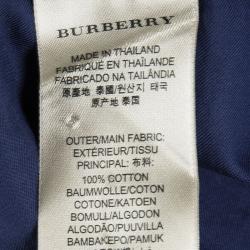 BURBERRY
MADE IN THAILAND
FABRIQUÉ EN THAÏLANDE
FABRICADO NA TAILÂNDIA
原產地 泰國/원산지 태국
原产地 泰国
OUTER/MAIN FABRIC:
EXTÉRIEUR/TISSU
PRINCIPAL: 布料:
100% COTTON
BAUMWOLLE/COTON
COTONE/KATOEN
BOMULL/ALGODON
ALGODÃO/PUUVILLA
BAMBAKEPO/PAMUK